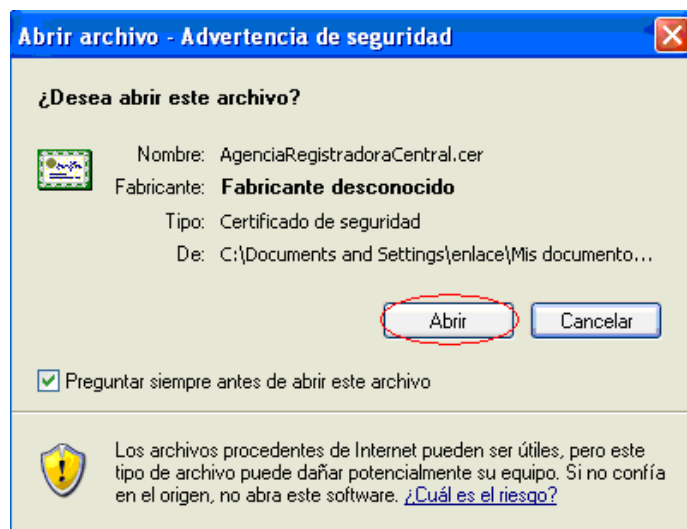 Abrir archivo - Advertencia de seguridad
¿Desea abrir este archivo?
Nombre: AgenciaRegistradoraCentral.cer
Fabricante: Fabricante desconocido
Tipo: Certificado de seguridad
De: C:\Documents and Settings\enlace\Mis documento...
Abrir Cancelar
Preguntar siempre antes de abrir este archivo
Los archivos procedentes de Internet pueden ser útiles, pero este
tipo de archivo puede dañar potencialmente su equipo. Si no confía
en el origen, no abra este software. ¿Cuál es el riesgo?